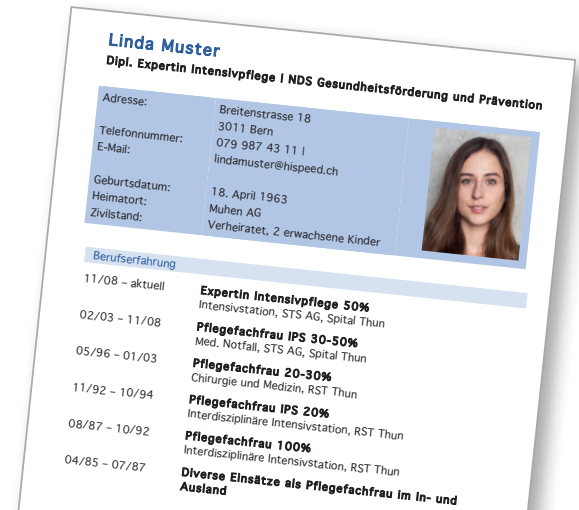 Linda Muster
Dipl. Expertin Intensivpflege I NDS Gesundheitsförderung und Prävention
Adresse: Breitenstrasse 18
3011 Bern
Telefonnummer: 079 987 43 11 I
E-Mail: lindamuster@hispeed.ch
Geburtsdatum: 18. April 1963
Heimatort: Muhen AG
Zivilstand: Verheiratet, 2 erwachsene Kinder
Berufserfahrung
11/08 – aktuell Expertin Intensivpflege 50%
Intensivstation, STS AG, Spital Thun
02/03 – 11/08 Pflegefachfrau IPS 30-50%
Med. Notfall, STS AG, Spital Thun
05/96 – 01/03 Pflegefachfrau 20-30%
Chirurgie und Medizin, RST Thun
11/92 – 10/94 Pflegefachfrau IPS 20%
Interdisziplinäre Intensivstation, RST Thun
08/87 – 10/92 Pflegefachfrau 100%
Interdisziplinäre Intensivstation, RST Thun
04/85 – 07/87 Diverse Einsätze als Pflegefachfrau im In- und
Ausland